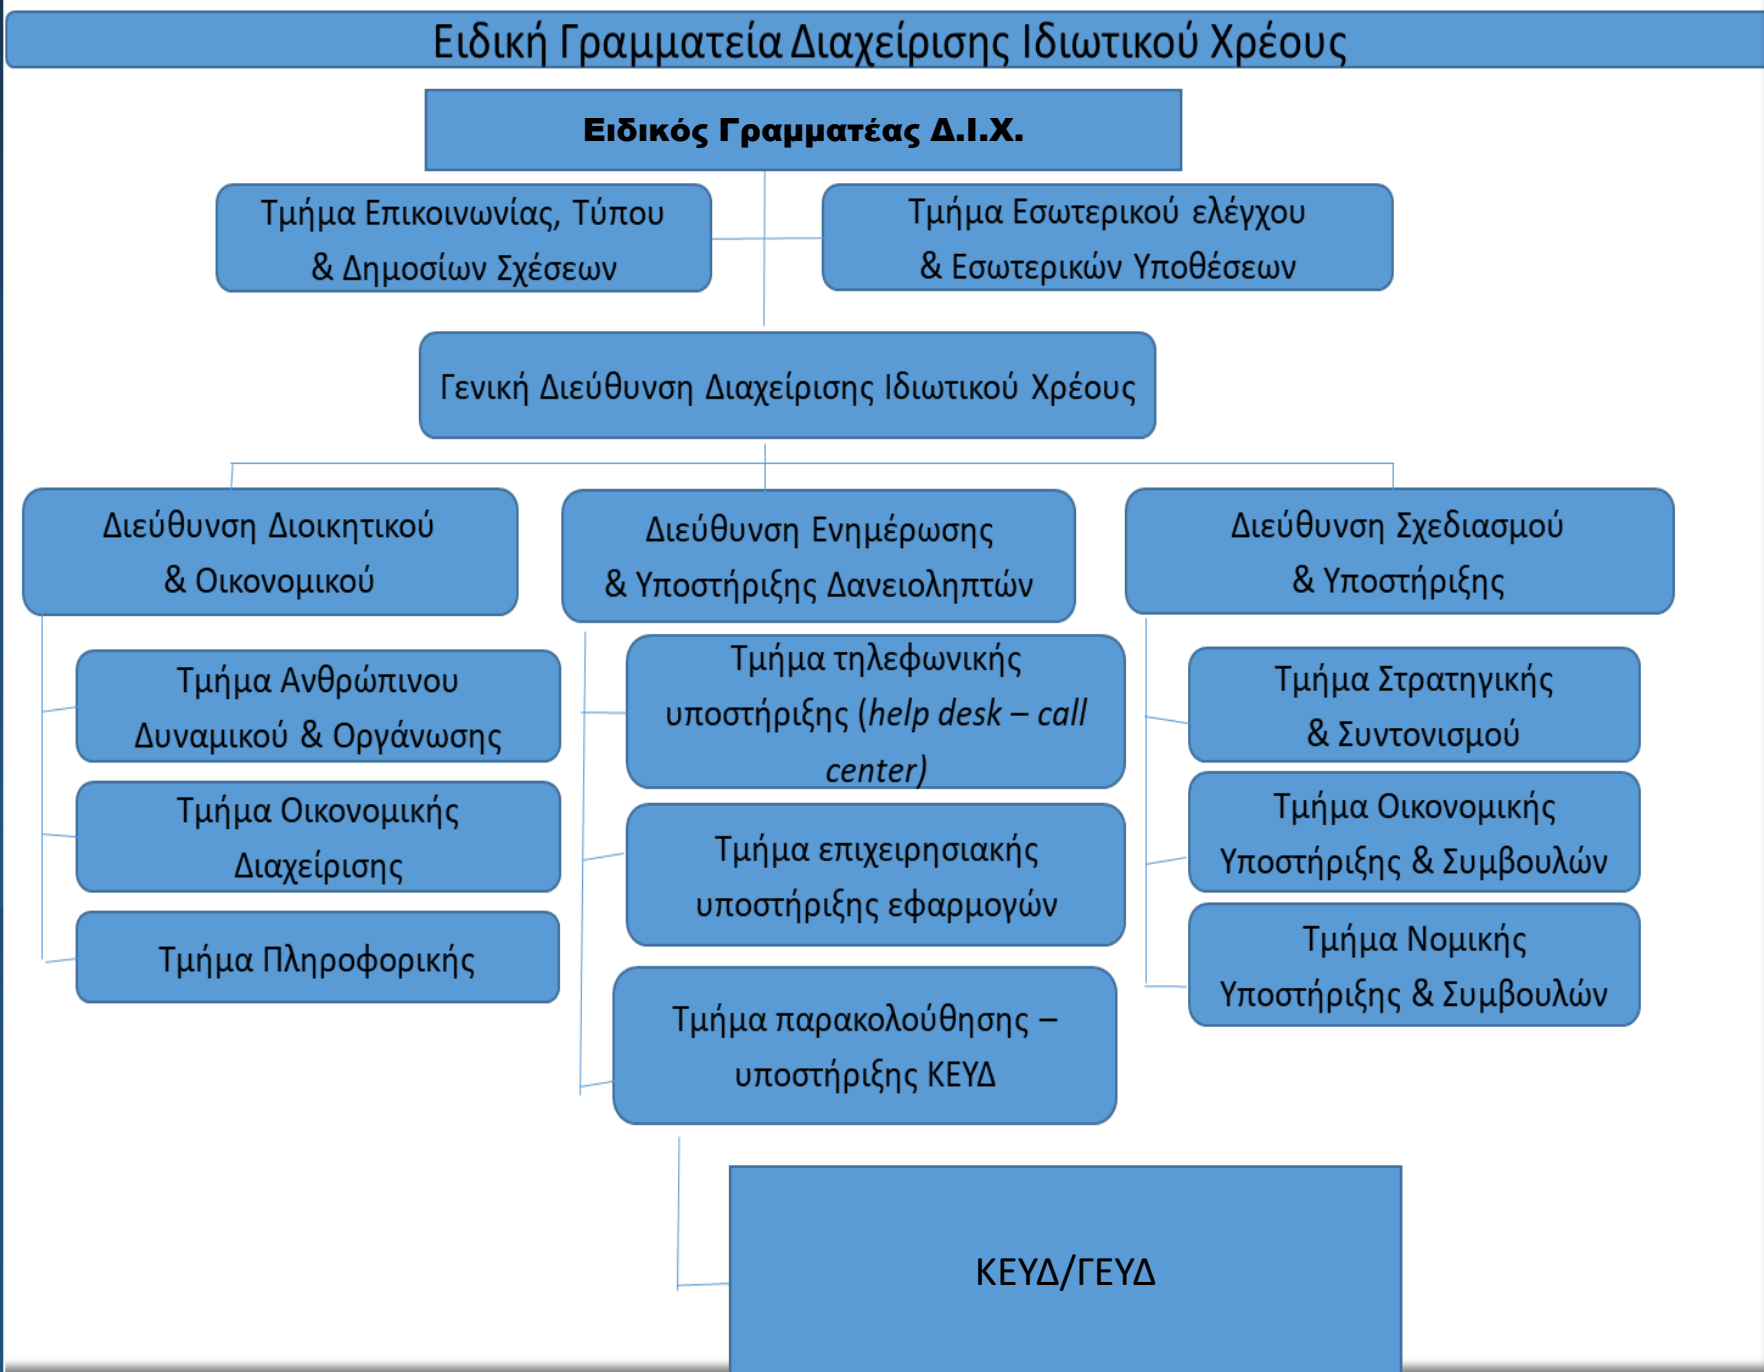 Ειδική Γραμματεία Διαχείρισης Ιδιωτικού Χρέους
Ειδικός Γραμματέας Δ.Ι.Χ.
Τμήμα Επικοινωνίας, Τύπου
& Δημοσίων Σχέσεων
Τμήμα Εσωτερικού ελέγχου
& Εσωτερικών Υποθέσεων
Γενική Διεύθυνση Διαχείρισης Ιδιωτικού Χρέους
Διεύθυνση Διοικητικού
& Οικονομικού
Τμήμα Ανθρώπινου
Δυναμικού & Οργάνωσης
Τμήμα Οικονομικής
Διαχείρισης
Τμήμα Πληροφορικής
Διεύθυνση Ενημέρωσης
& Υποστήριξης Δανειοληπτών
Τμήμα τηλεφωνικής
υποστήριξης (help desk – call
center)
Τμήμα επιχειρησιακής
υποστήριξης εφαρμογών
Τμήμα παρακολούθησης –
υποστήριξης ΚΕΥΔ
ΚΕΥΔ/ΓΕΥΔ
Διεύθυνση Σχεδιασμού
& Υποστήριξης
Τμήμα Στρατηγικής
& Συντονισμού
Τμήμα Οικονομικής
Υποστήριξης & Συμβουλών
Τμήμα Νομικής
Υποστήριξης & Συμβουλών